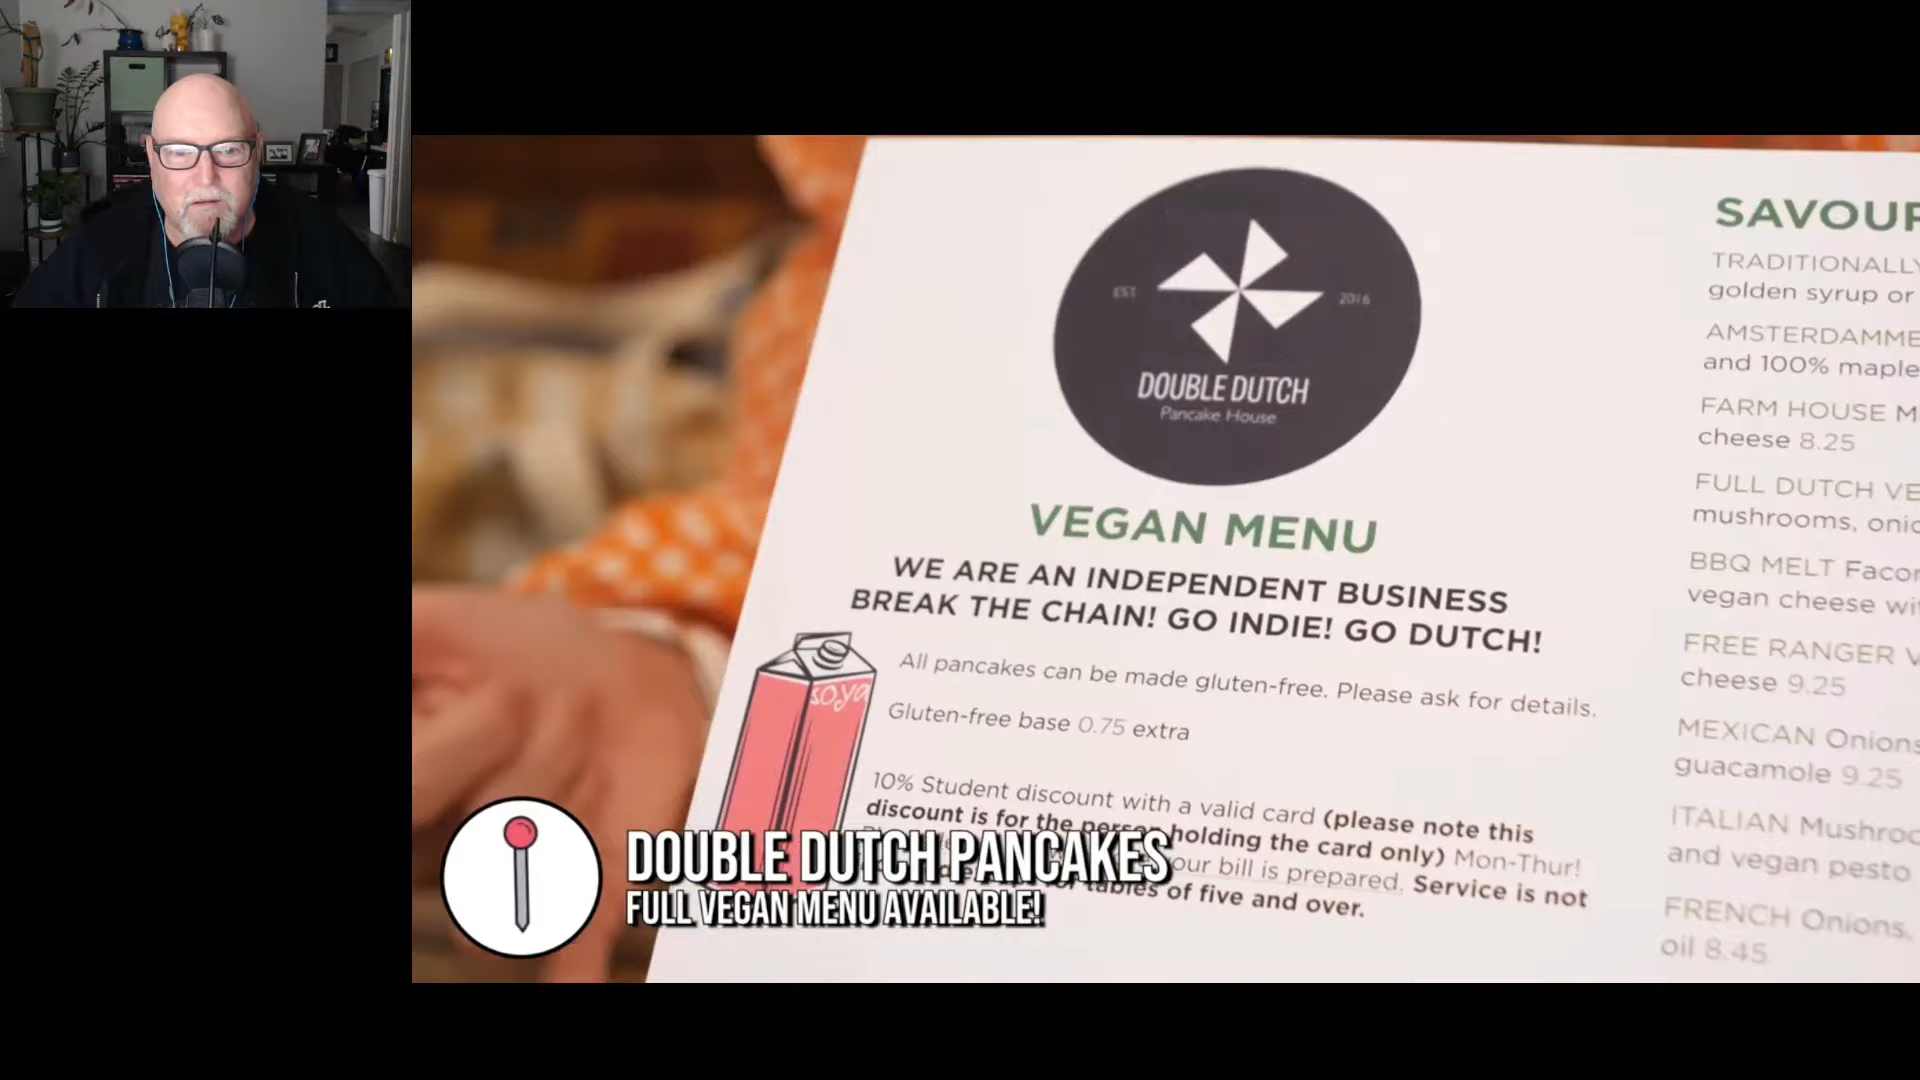 EST.
2016
DOUBLE DUTCH
Pancake House
VEGAN MENU
WE ARE AN INDEPENDENT BUSINESS
BREAK THE CHAIN! GO INDIE! GO DUTCH!
soya
All pancakes can be made gluten-free. Please ask for details.
Gluten-free base 0.75 extra
10% Student discount with a valid card (please note this
discount is for the person holding the card only) Mon-Thur!
your bill is prepared. Service is not
for tables of five and over.
SAVOUR
TRADITIONALLY
golden syrup or
AMSTERDAMME
and 100% maple
FARM HOUSE M
cheese 8.25
FULL DUTCH VE
mushrooms, onio
BBQ MELT Facon
vegan cheese wi
FREE RANGER V
cheese 9.25
MEXICAN Onions
guacamole 9.25
ITALIAN Mushroo
and vegan pesto
FRENCH Onions,
oil 8.45
DOUBLE DUTCH PANCAKES
FULL VEGAN MENU AVAILABLE!